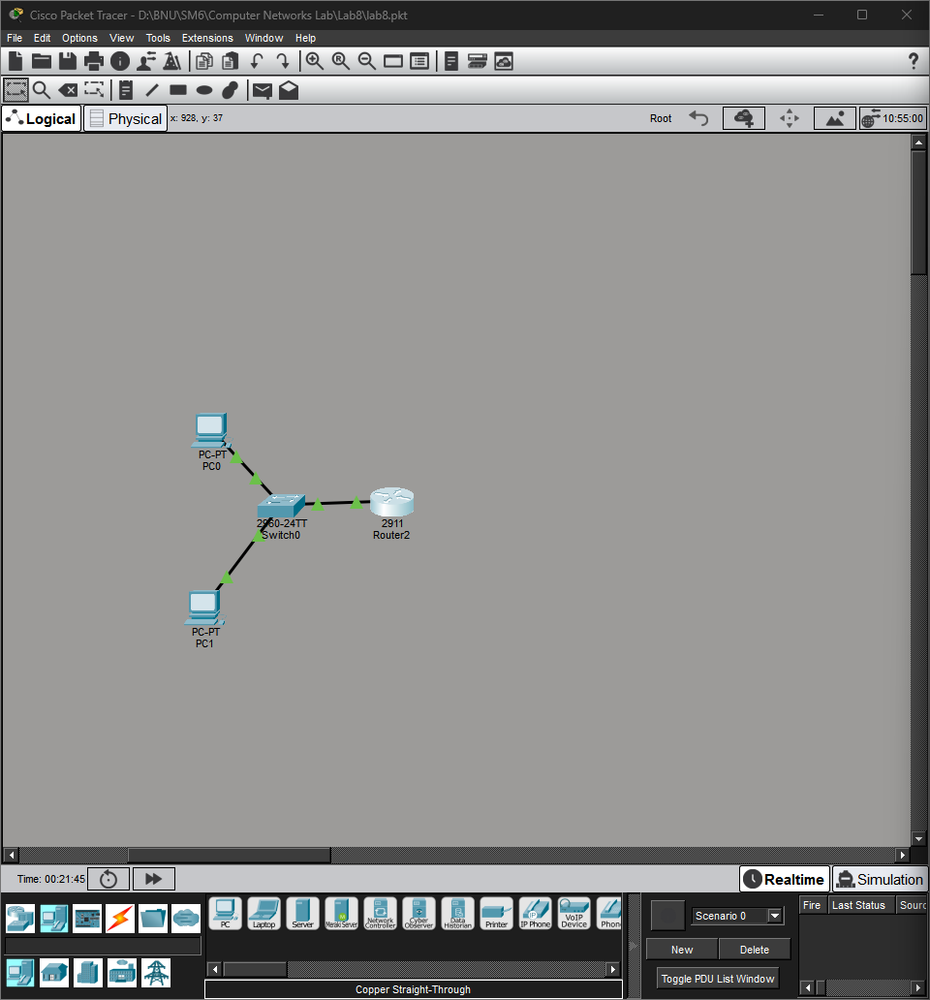 Cisco Packet Tracer - D:\BNU\SM6\Computer Networks Lab\Lab8\lab8.pkt
File Edit Options View Tools Extensions Window Help
?
Logical Physical x: 928, y: 37 Root 10:55:00
PC-PT
PC0
2960-24TT
Switch0
2911
Router2
PC-PT
PC1
Time: 00:21:45 Realtime Simulation
PC Laptop Server Meraki Server Network Controller Cyber Observer Data Historian Printer IP Phone VoIP Device Phone
Scenario 0
Fire Last Status Sourc
New Delete
Toggle PDU List Window
Copper Straight-Through